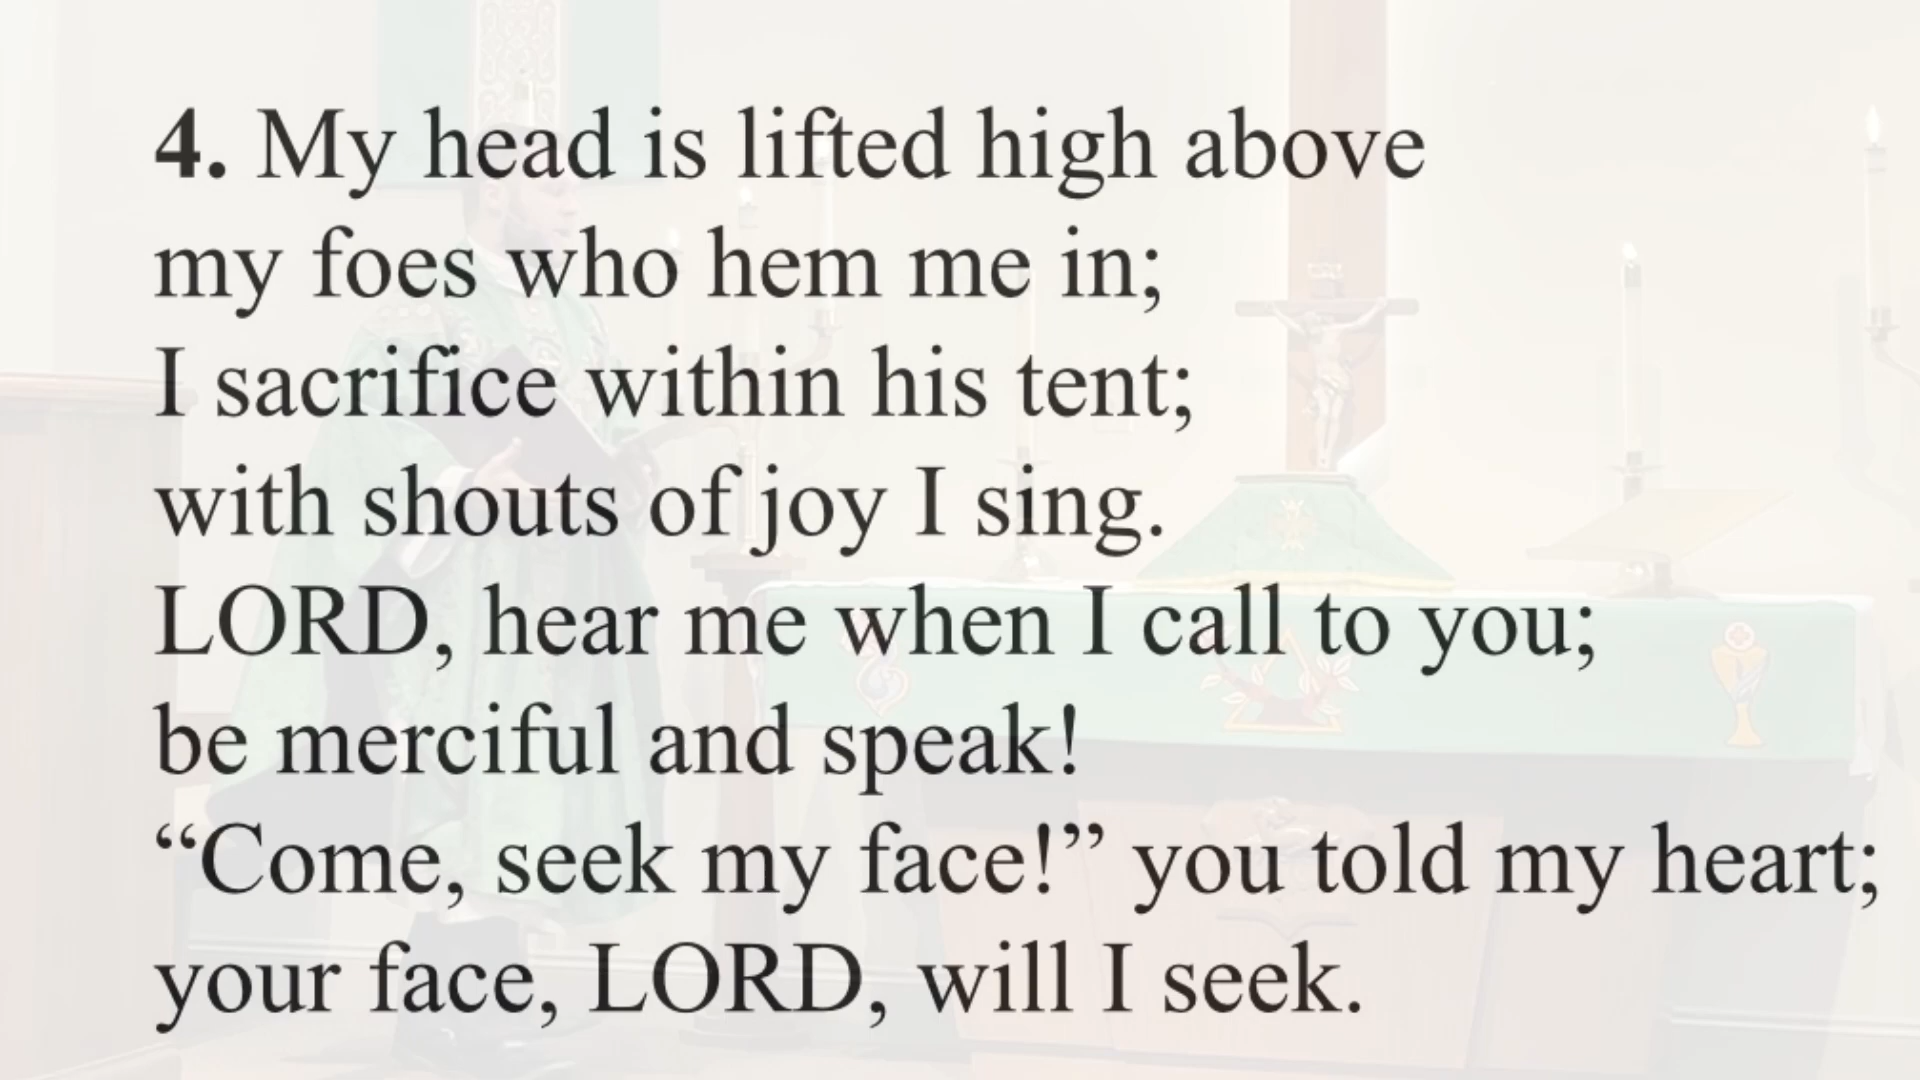 4. My head is lifted high above
my foes who hem me in;
I sacrifice within his tent;
with shouts of joy I sing.
LORD, hear me when I call to you;
be merciful and speak!
“Come, seek my face!” you told my heart;
your face, LORD, will I seek.